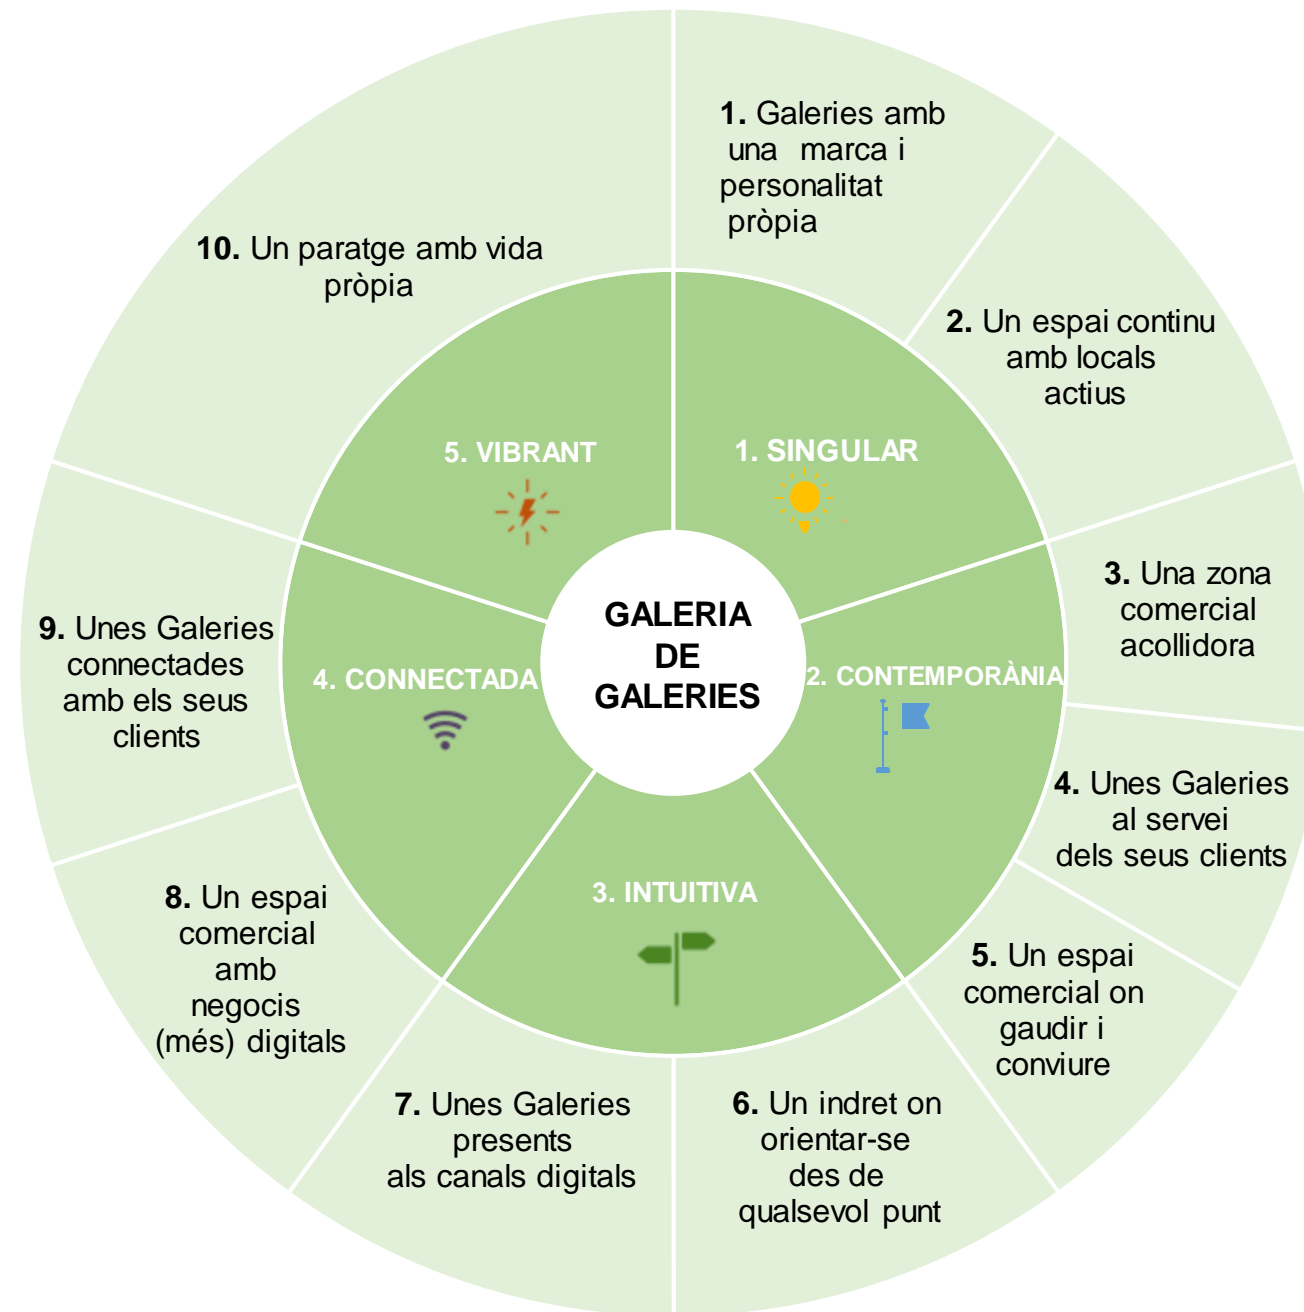 GALERIA
DE
GALERIES
1. SINGULAR
2. CONTEMPORÀNIA
3. INTUITIVA
4. CONNECTADA
5. VIBRANT
1. Galeries amb
una marca i
personalitat
pròpia
2. Un espai continu
amb locals
actius
3. Una zona
comercial
acollidora
4. Unes Galeries
al servei
dels seus clients
5. Un espai
comercial on
gaudir i
conviure
6. Un indret on
orientar-se
des de
qualsevol punt
7. Unes Galeries
presents
als canals digitals
8. Un espai
comercial
amb
negocis
(més) digitals
9. Unes Galeries
connectades
amb els seus
clients
10. Un paratge amb vida
pròpia